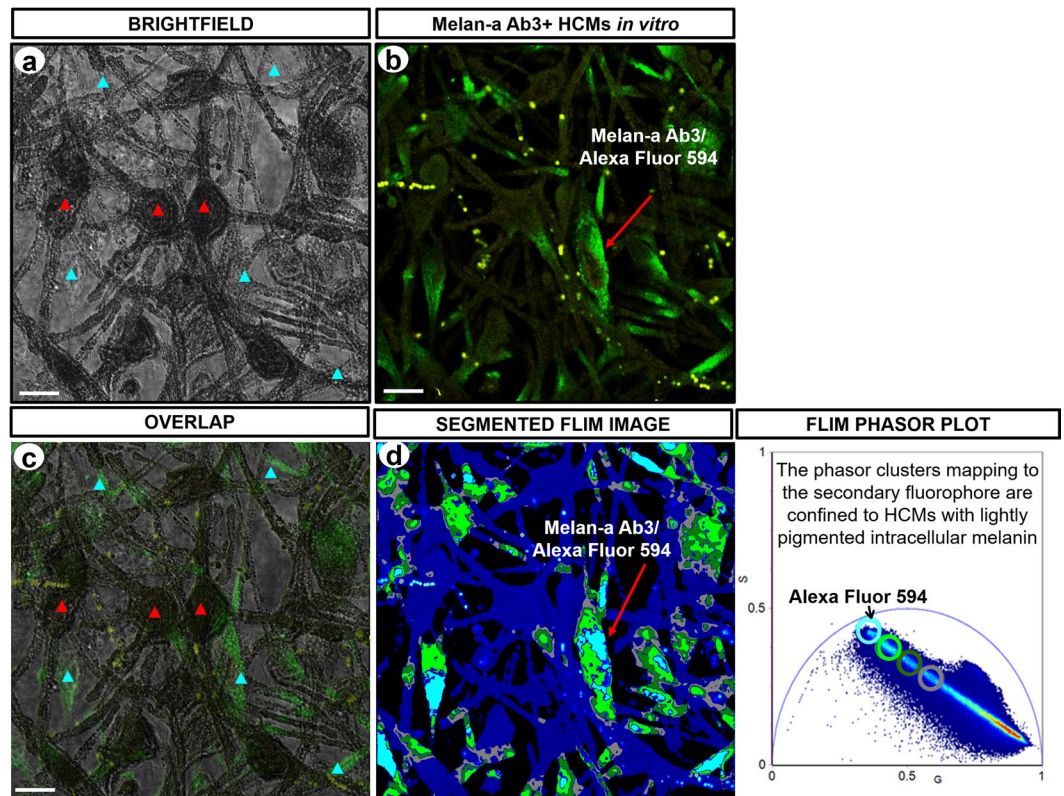 BRIGHTFIELD
Melan-a Ab3+ HCMs in vitro
a
b
Melan-a Ab3/
Alexa Fluor 594
OVERLAP
SEGMENTED FLIM IMAGE
FLIM PHASOR PLOT
c
d
Melan-a Ab3/
Alexa Fluor 594
1
The phasor clusters mapping to
the secondary fluorophore are
confined to HCMs with lightly
pigmented intracellular melanin
S
0.5
Alexa Fluor 594
0
0
0.5
1
G